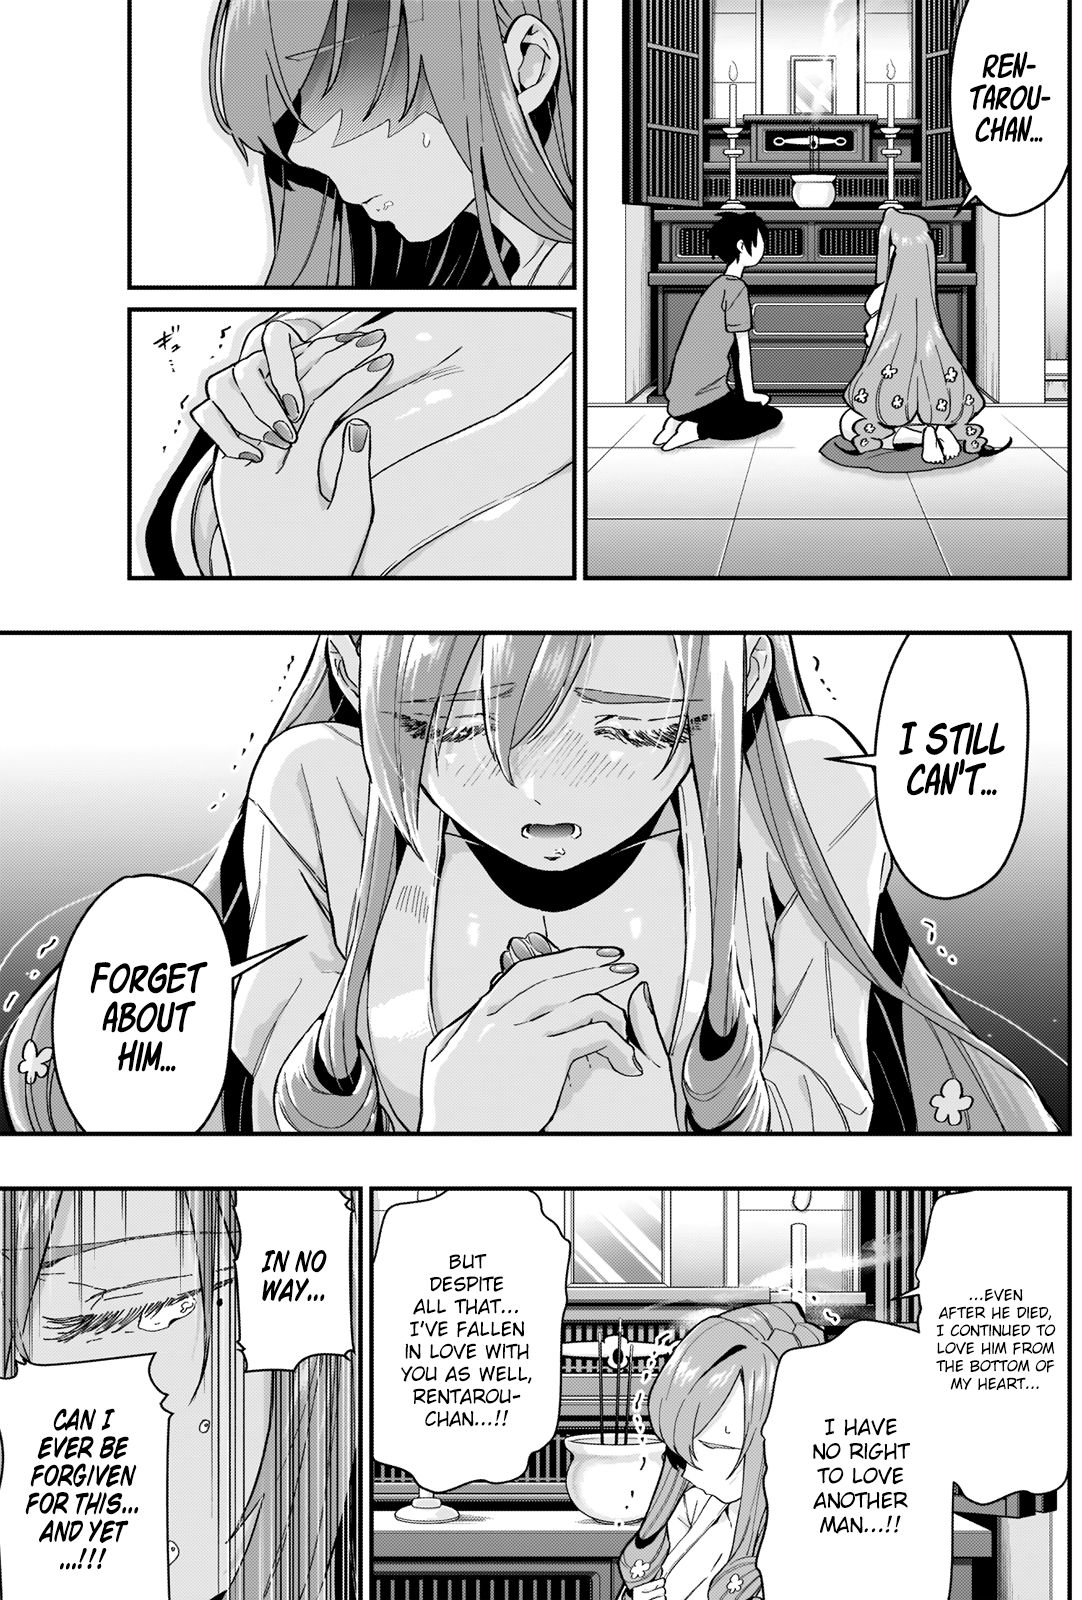 REN-
TAROU-
CHAN...
ギュ...
I STILL
CAN'T...
FORGET
ABOUT
HIM...
...EVEN
AFTER HE DIED,
I CONTINUED TO
LOVE HIM FROM
THE BOTTOM OF
MY HEART...
I HAVE
NO RIGHT
TO LOVE
ANOTHER
MAN...!!
BUT
DESPITE
ALL THAT...
I'VE FALLEN
IN LOVE WITH
YOU AS WELL,
RENTAROU-
CHAN...!!
IN NO
WAY...
CAN I
EVER BE
FORGIVEN
FOR THIS...
AND YET
...!!!